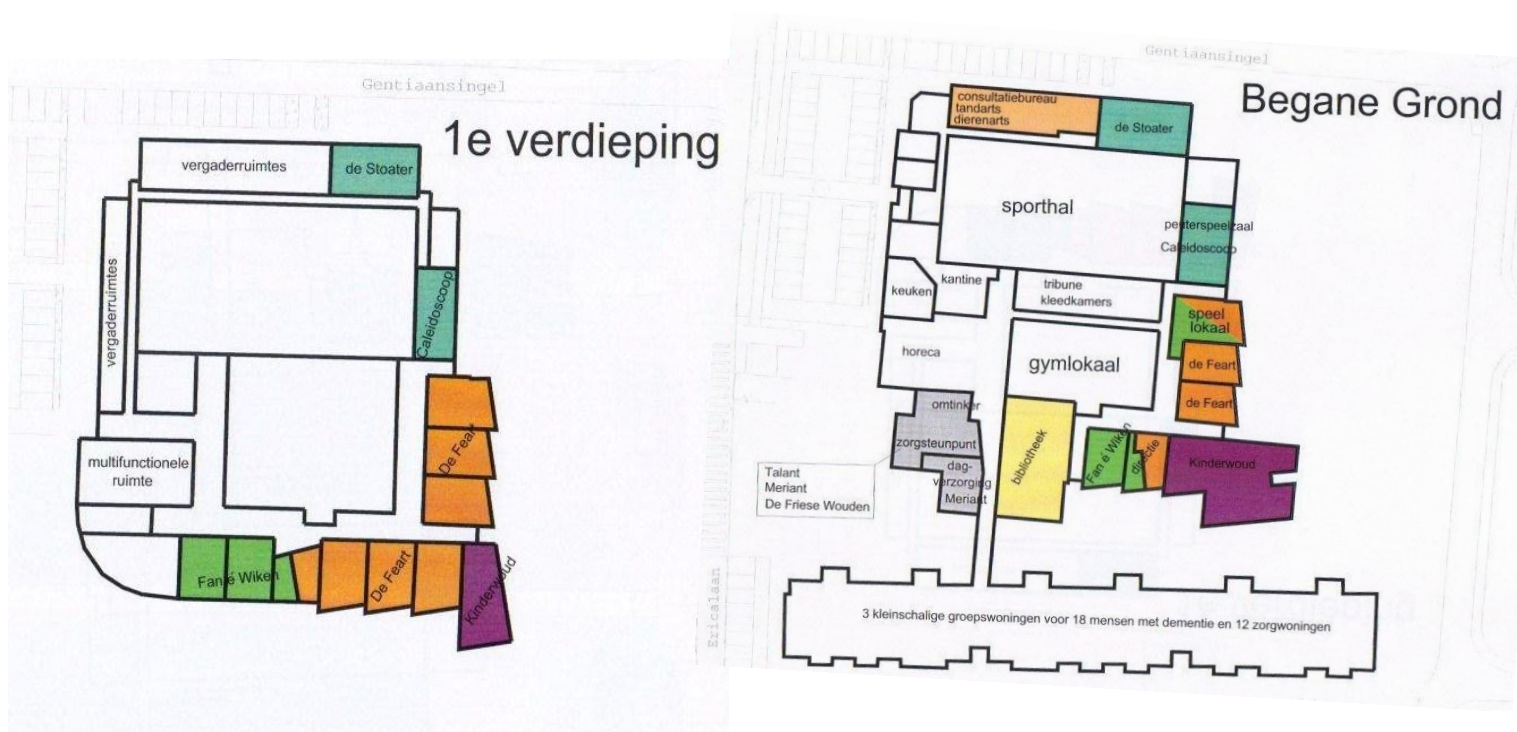 Gentiaansingel
1e verdieping
vergaderruimtes
de Stoater
vergaderruimtes
Caleidoscoop
De Feart
multifunctionele
ruimte
Fan é Wiken
De Feart
Kinderwoud
Ericalaan
Gentiaansingel
Begane Grond
consultatiebureau
tandarts
dierenarts
de Stoater
sporthal
peuterspeelzaal
Caleidoscoop
keuken
kantine
tribune
kleedkamers
speel
lokaal
horeca
gymlokaal
de Feart
de Feart
omtinker
zorgsteunpunt
dag-
verzorging
Meriant
bibliotheek
Fan é Wiken
directie
Kinderwoud
Talant
Meriant
De Friese Wouden
3 kleinschalige groepswoningen voor 18 mensen met dementie en 12 zorgwoningen